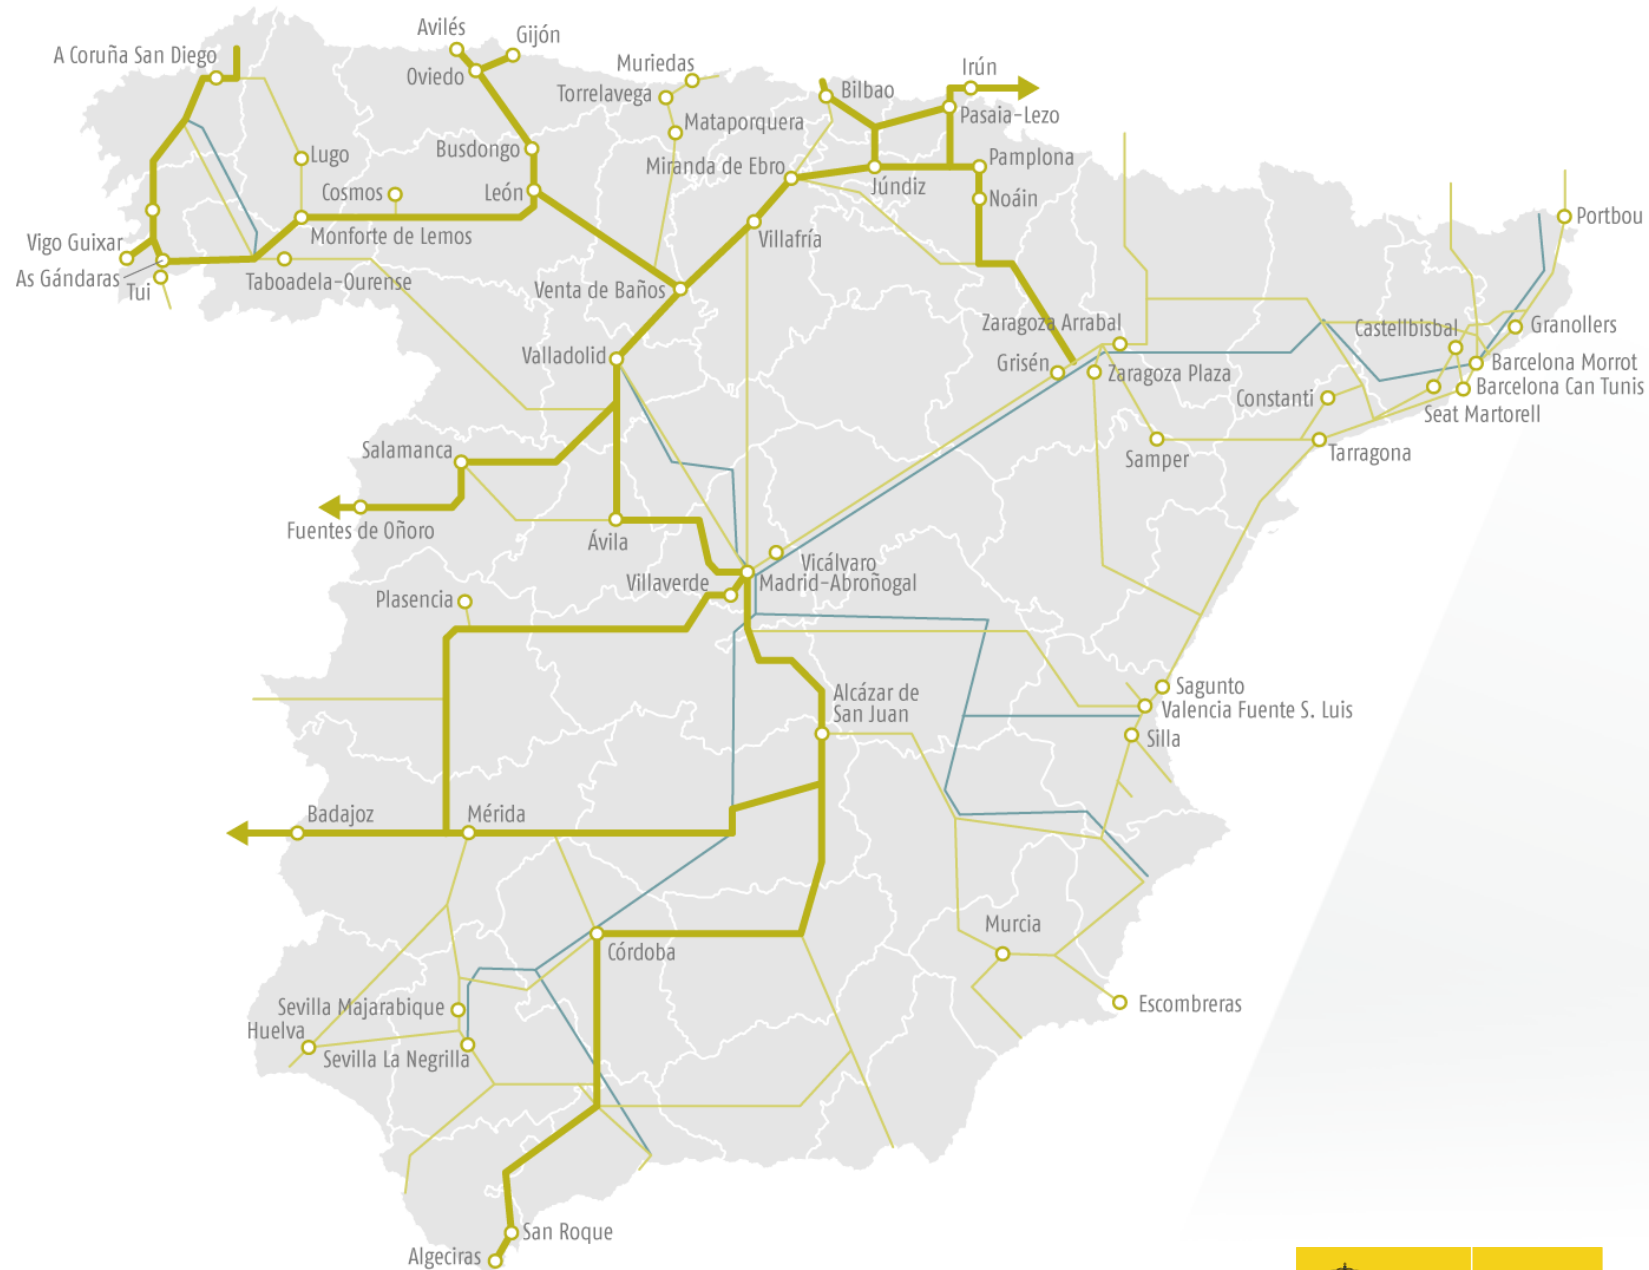 Avilés
Gijón
A Coruña San Diego
Oviedo
Muriedas
Irún
Torrelavega
Bilbao
Pasaia-Lezo
Mataporquera
Lugo
Busdongo
Miranda de Ebro
Pamplona
Cosmos
León
Júndiz
Noáin
Portbou
Monforte de Lemos
Villafría
Vigo Guixar
As Gándaras
Tui
Taboadela-Ourense
Venta de Baños
Zaragoza Arrabal
Castellbisbal
Granollers
Valladolid
Grisén
Zaragoza Plaza
Barcelona Morrot
Barcelona Can Tunis
Constanti
Seat Martorell
Salamanca
Samper
Tarragona
Fuentes de Oñoro
Ávila
Vicálvaro
Villaverde
Madrid-Abroñogal
Plasencia
Alcázar de
San Juan
Sagunto
Valencia Fuente S. Luis
Silla
Badajoz
Mérida
Murcia
Córdoba
Escombreras
Sevilla Majarabique
Huelva
Sevilla La Negrilla
San Roque
Algeciras